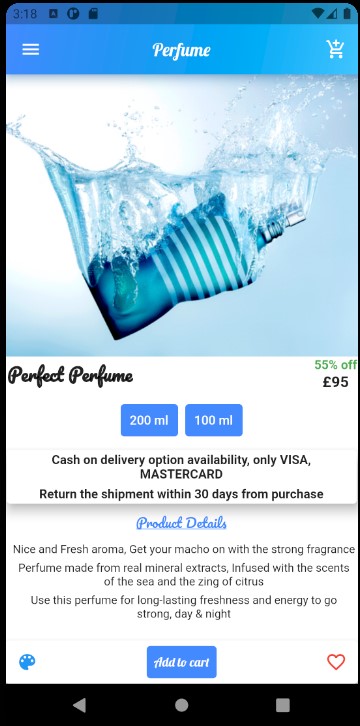 3:18
Perfume
Perfect Perfume
55% off
£95
200 ml
100 ml
Cash on delivery option availability, only VISA,
MASTERCARD
Return the shipment within 30 days from purchase
Product Details
Nice and Fresh aroma, Get your macho on with the strong fragrance
Perfume made from real mineral extracts, Infused with the scents
of the sea and the zing of citrus
Use this perfume for long-lasting freshness and energy to go
strong, day & night
Add to cart